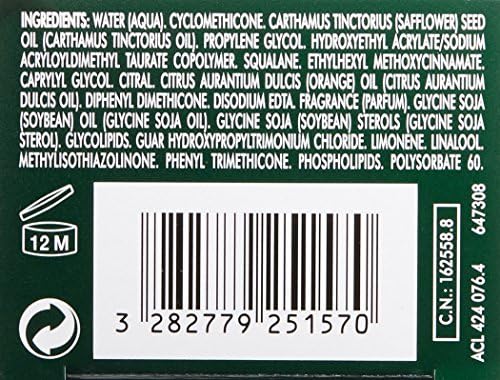 INGREDIENTS: WATER (AQUA). CYCLOMETHICONE. CARTHAMUS TINCTORIUS (SAFFLOWER) SEED
OIL (CARTHAMUS TINCTORIUS OIL). PROPYLENE GLYCOL. HYDROXYETHYL ACRYLATE/SODIUM
ACRYLOYLDIMETHYL TAURATE COPOLYMER. SQUALANE. ETHYLHEXYL METHOXYCINNAMATE.
CAPRYLYL GLYCOL. CITRAL. CITRUS AURANTIUM DULCIS (ORANGE) OIL (CITRUS AURANTIUM
DULCIS OIL). DIPHENYL DIMETHICONE. DISODIUM EDTA. FRAGRANCE (PARFUM). GLYCINE SOJA
(SOYBEAN) OIL (GLYCINE SOJA OIL). GLYCINE SOJA (SOYBEAN) STEROLS (GLYCINE SOJA
STEROL). GLYCOLIPIDS. GUAR HYDROXYPROPYLTRIMONIUM CHLORIDE. LIMONENE. LINALOOL.
METHYLISOTHIAZOLINONE. PHENYL TRIMETHICONE. PHOSPHOLIPIDS. POLYSORBATE 60.
12 M
3 282779 251570
C.N.: 162558.8
ACL 424 076.4 647308